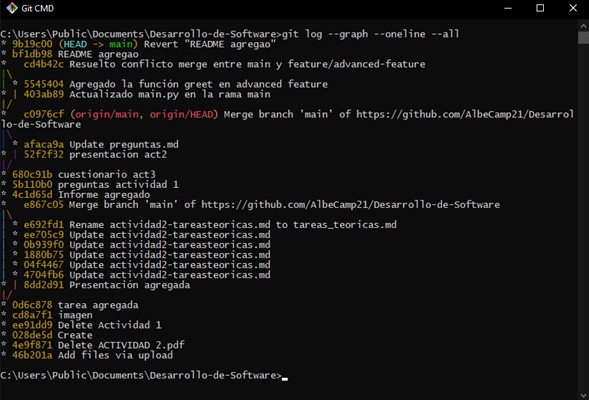 Git CMD
C:\Users\Public\Documents\Desarrollo-de-Software>git log --graph --oneline --all
* 9b19c00 (HEAD -> main) Revert "README agregao"
* bf1db98 README agregao
*   cd4b42c Resuelto conflicto merge entre main y feature/advanced-feature
|\
| * 5545404 Agregado la función greet en advanced feature
* | 403ab89 Actualizado main.py en la rama main
|/
*   c0976cf (origin/main, origin/HEAD) Merge branch 'main' of https://github.com/AlbeCamp21/Desarrol
lo-de-Software
|\
| * afaca9a Update preguntas.md
* | 52f2f32 presentacion act2
|/
* 680c91b cuestionario act3
* 5b110b0 preguntas actividad 1
* 4c1d65d Informe agregado
*   e867c05 Merge branch 'main' of https://github.com/AlbeCamp21/Desarrollo-de-Software
|\
| * e692fd1 Rename actividad2-tareasteoricas.md to tareas_teoricas.md
| * ee705c9 Update actividad2-tareasteoricas.md
| * 0b939f0 Update actividad2-tareasteoricas.md
| * 1880b75 Update actividad2-tareasteoricas.md
| * 04f4467 Update actividad2-tareasteoricas.md
| * 4704fb6 Update actividad2-tareasteoricas.md
* | 8dd2d91 Presentación agregada
|/
* 0d6c878 tarea agregada
* cd8a7f1 imagen
* ee91dd9 Delete Actividad 1
* 028de5d Create
* 4e9f871 Delete ACTIVIDAD 2.pdf
* 46b201a Add files via upload
C:\Users\Public\Documents\Desarrollo-de-Software>